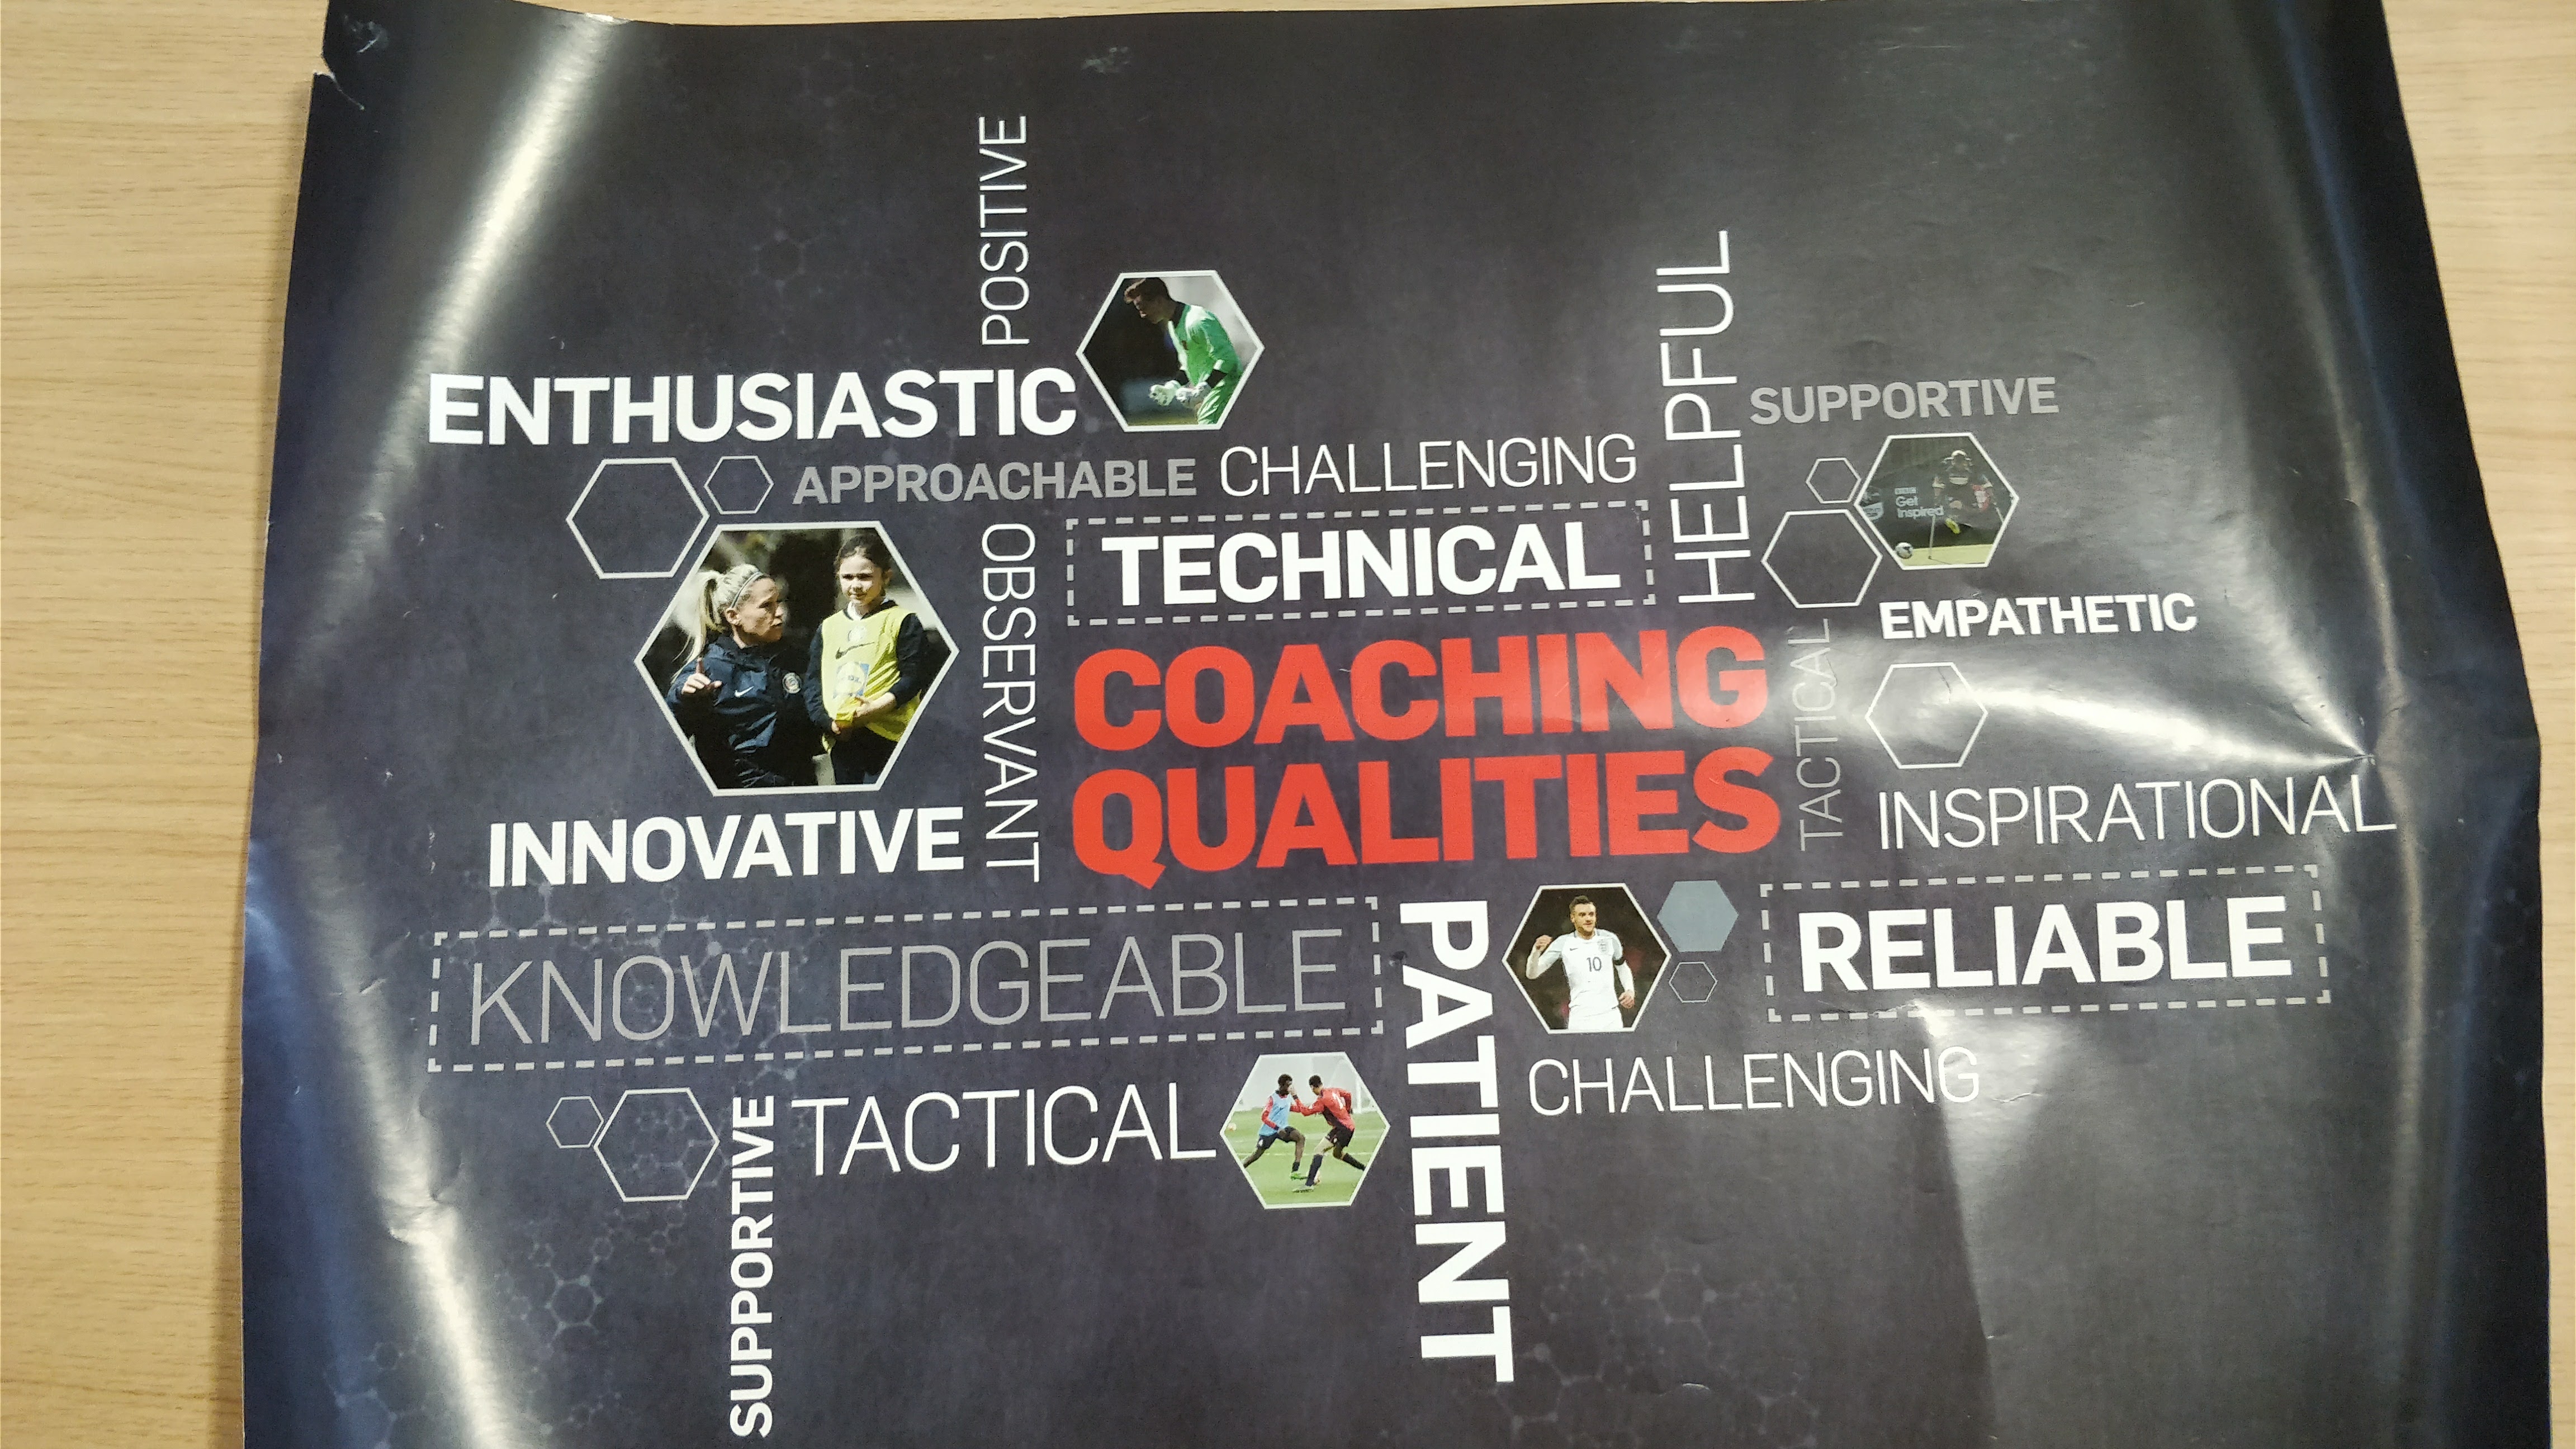 POSITIVE
HELPFUL
ENTHUSIASTIC
SUPPORTIVE
APPROACHABLE
CHALLENGING
BBC
Get
Inspired
OBSERVANT
TECHNICAL
EMPATHETIC
COACHING
QUALITIES
TACTICAL
INSPIRATIONAL
INNOVATIVE
KNOWLEDGEABLE
PATIENT
10
RELIABLE
CHALLENGING
SUPPORTIVE
TACTICAL